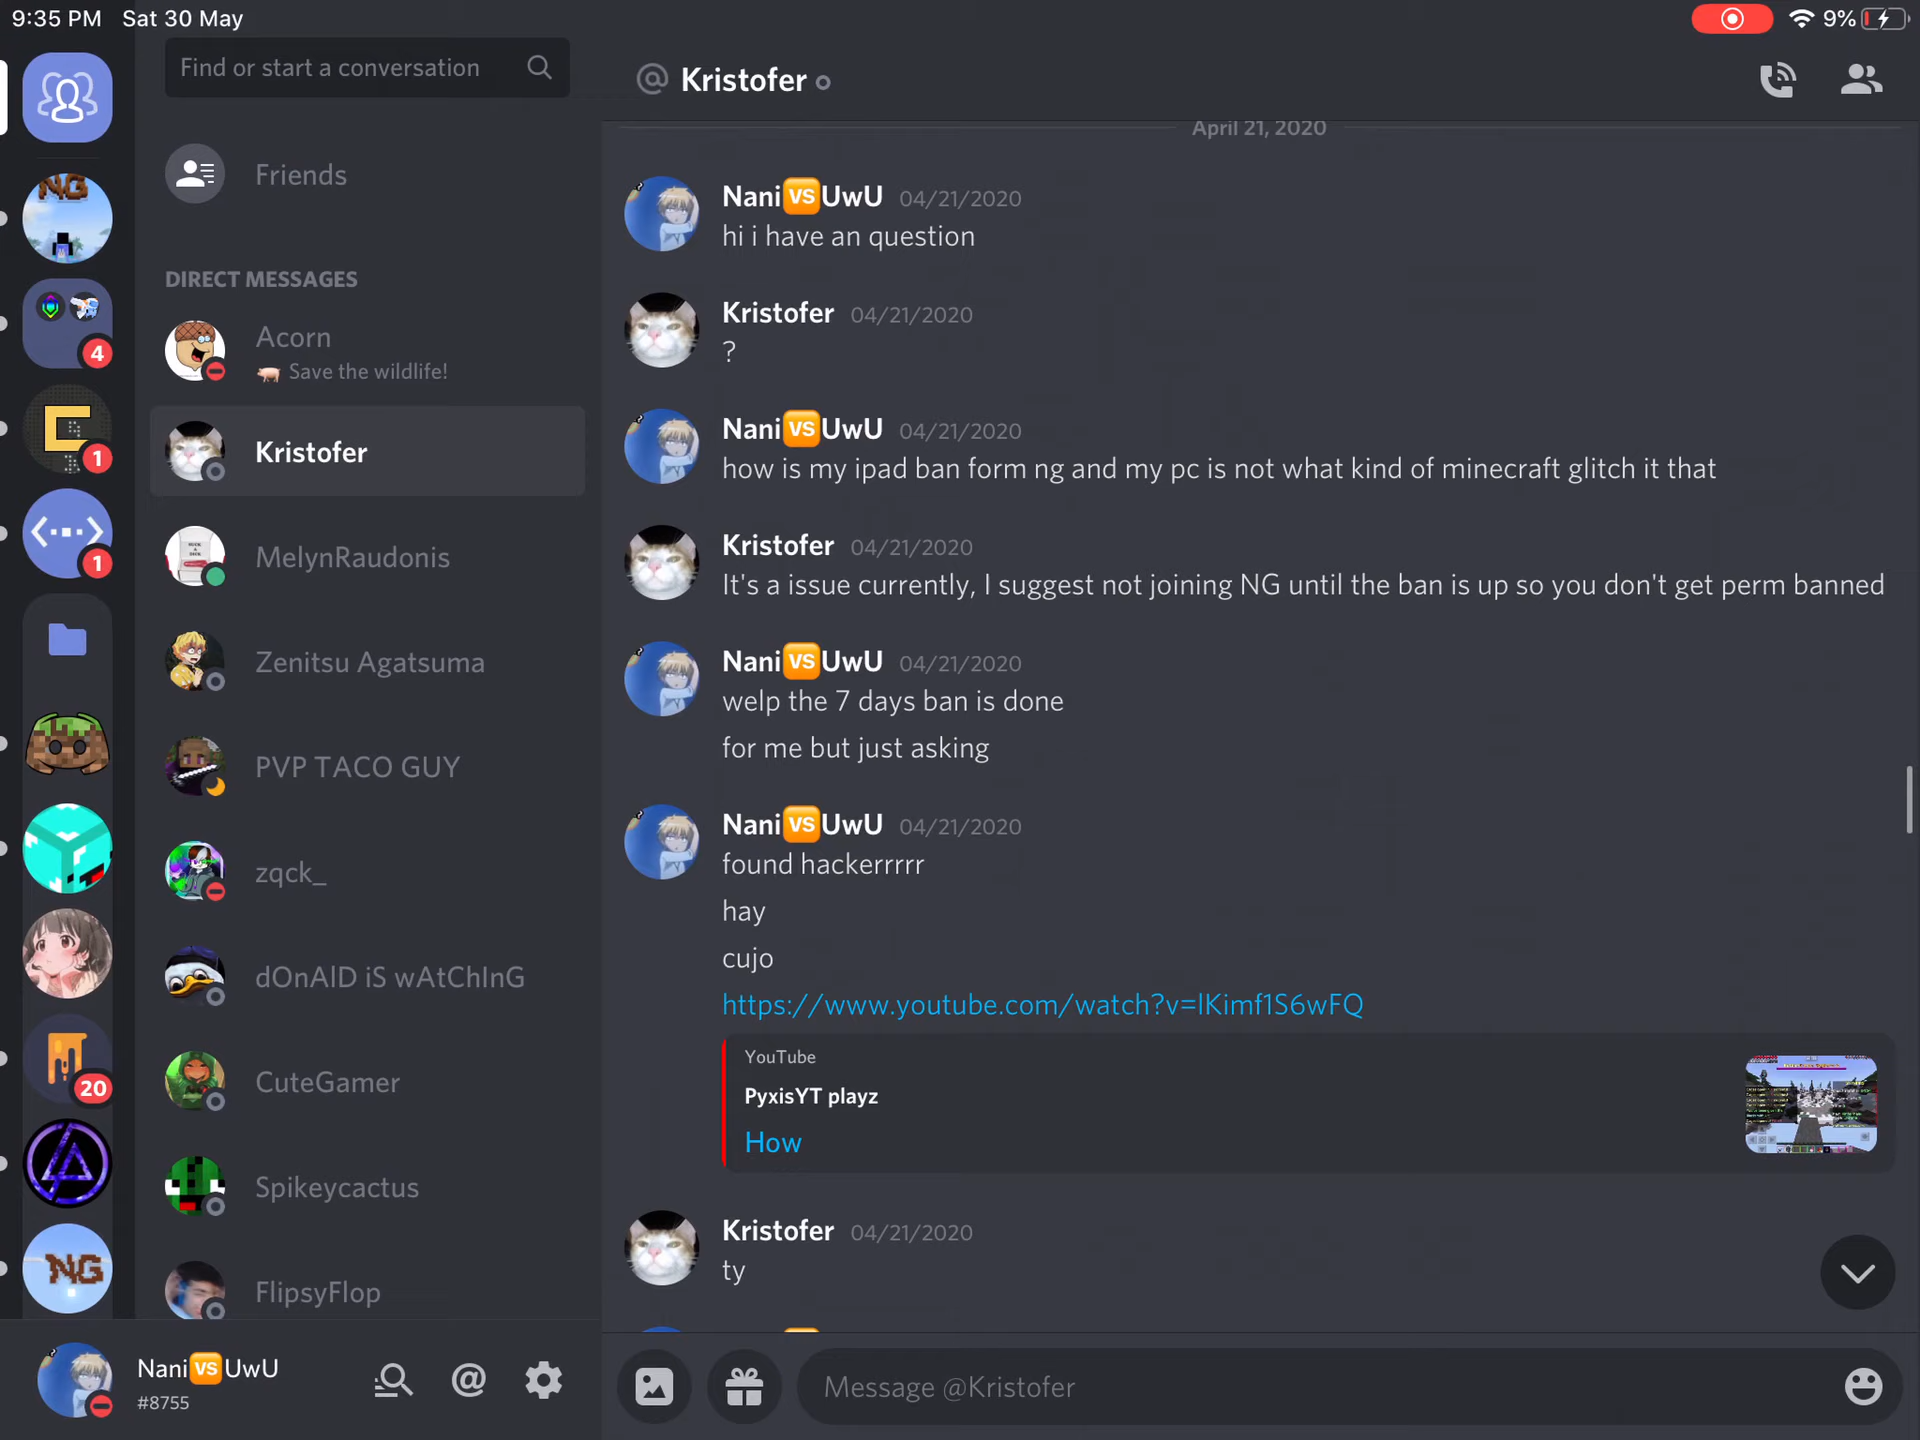 9:35 PM Sat 30 May
9%
Find or start a conversation
Friends
DIRECT MESSAGES
Acorn
🐖 Save the wildlife!
Kristofer
MelynRaudonis
Zenitsu Agatsuma
PVP TACO GUY
zqck_
dOnAlD iS wAtChInG
CuteGamer
Spikeycactus
FlipsyFlop
NG
4
1
1
20
NG
Nani🆚UwU
#8755
@ Kristofer
April 21, 2020
Nani🆚UwU 04/21/2020
hi i have an question
Kristofer 04/21/2020
?
Nani🆚UwU 04/21/2020
how is my ipad ban form ng and my pc is not what kind of minecraft glitch it that
Kristofer 04/21/2020
It's a issue currently, I suggest not joining NG until the ban is up so you don't get perm banned
Nani🆚UwU 04/21/2020
welp the 7 days ban is done
for me but just asking
Nani🆚UwU 04/21/2020
found hackerrrrr
hay
cujo
https://www.youtube.com/watch?v=lKimf1S6wFQ
YouTube
PyxisYT playz
How
Kristofer 04/21/2020
ty
Message @Kristofer